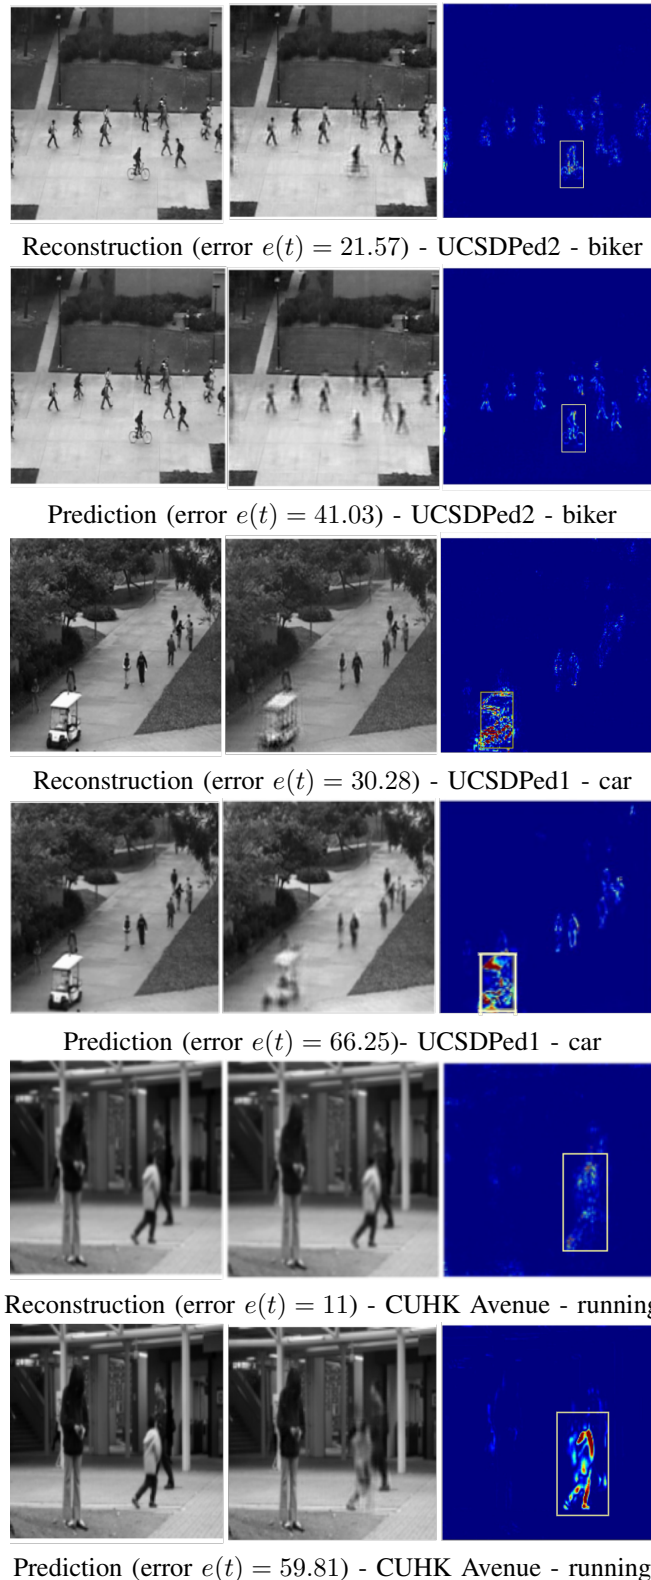 Reconstruction (error e(t) = 21.57) - UCSDPed2 - biker
Prediction (error e(t) = 41.03) - UCSDPed2 - biker
Reconstruction (error e(t) = 30.28) - UCSDPed1 - car
Prediction (error e(t) = 66.25)- UCSDPed1 - car
Reconstruction (error e(t) = 11) - CUHK Avenue - running
Prediction (error e(t) = 59.81) - CUHK Avenue - running